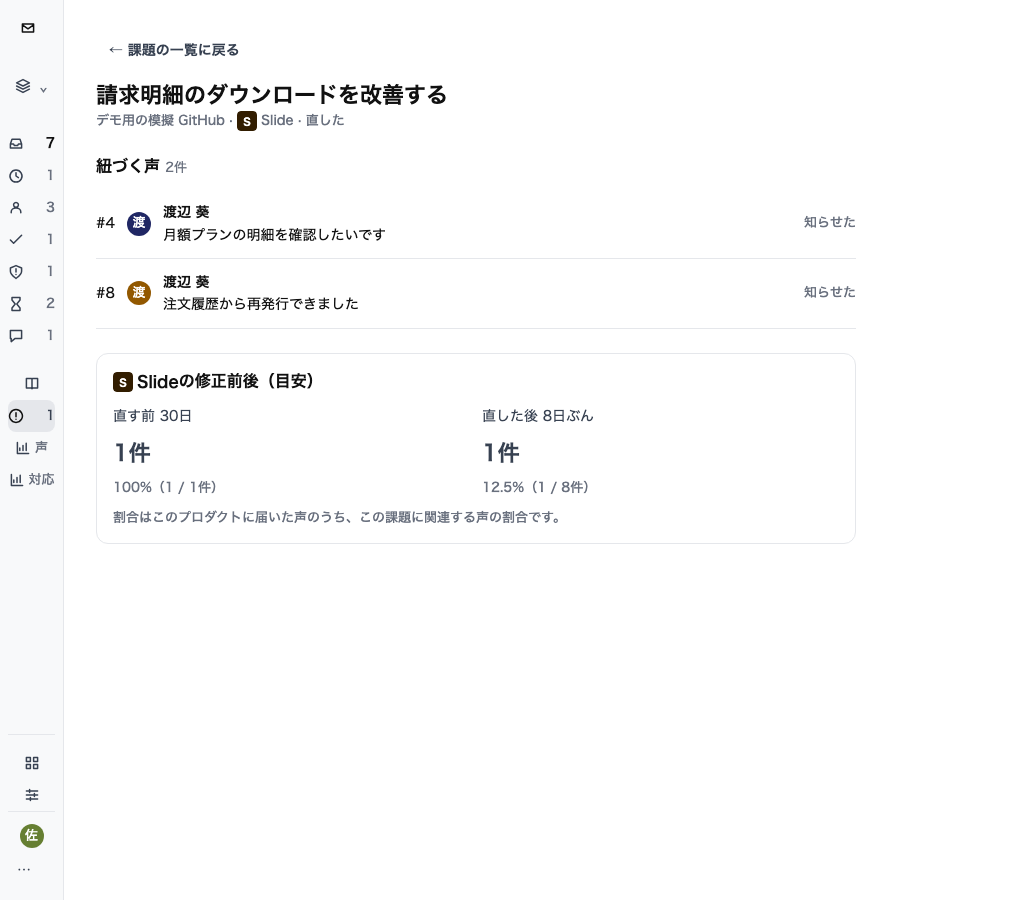 ← 課題の一覧に戻る
請求明細のダウンロードを改善する
デモ用の模擬 GitHub · S Slide · 直した
7
1
3
1
1
2
1
1
声
対応
紐づく声 2件
#4 渡 渡辺 葵
月額プランの明細を確認したいです
知らせた
#8 渡 渡辺 葵
注文履歴から再発行できました
知らせた
S Slideの修正前後（目安）
直す前 30日
1件
100%（1 / 1件）
直した後 8日ぶん
1件
12.5%（1 / 8件）
割合はこのプロダクトに届いた声のうち、この課題に関連する声の割合です。
佐
…